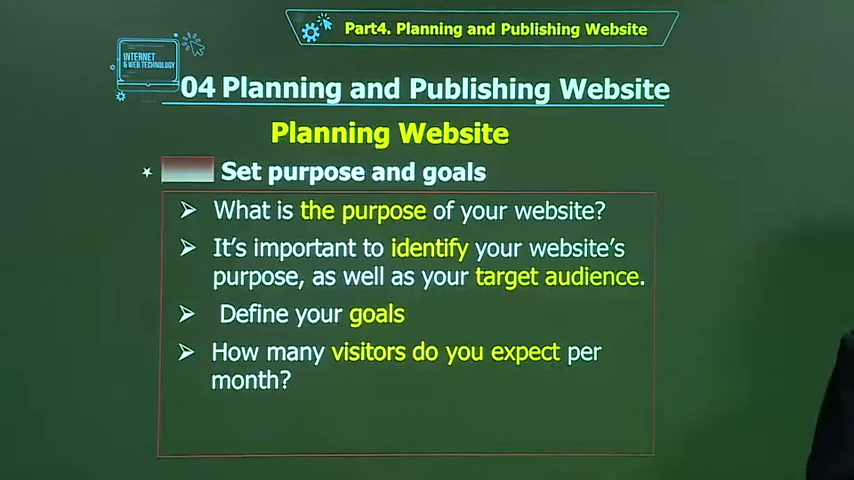 Part4. Planning and Publishing Website
INTERNET
& WEB TECHNOLOGY
04 Planning and Publishing Website
Planning Website
Set purpose and goals
What is the purpose of your website?
It's important to identify your website's
purpose, as well as your target audience.
Define your goals
How many visitors do you expect per
month?